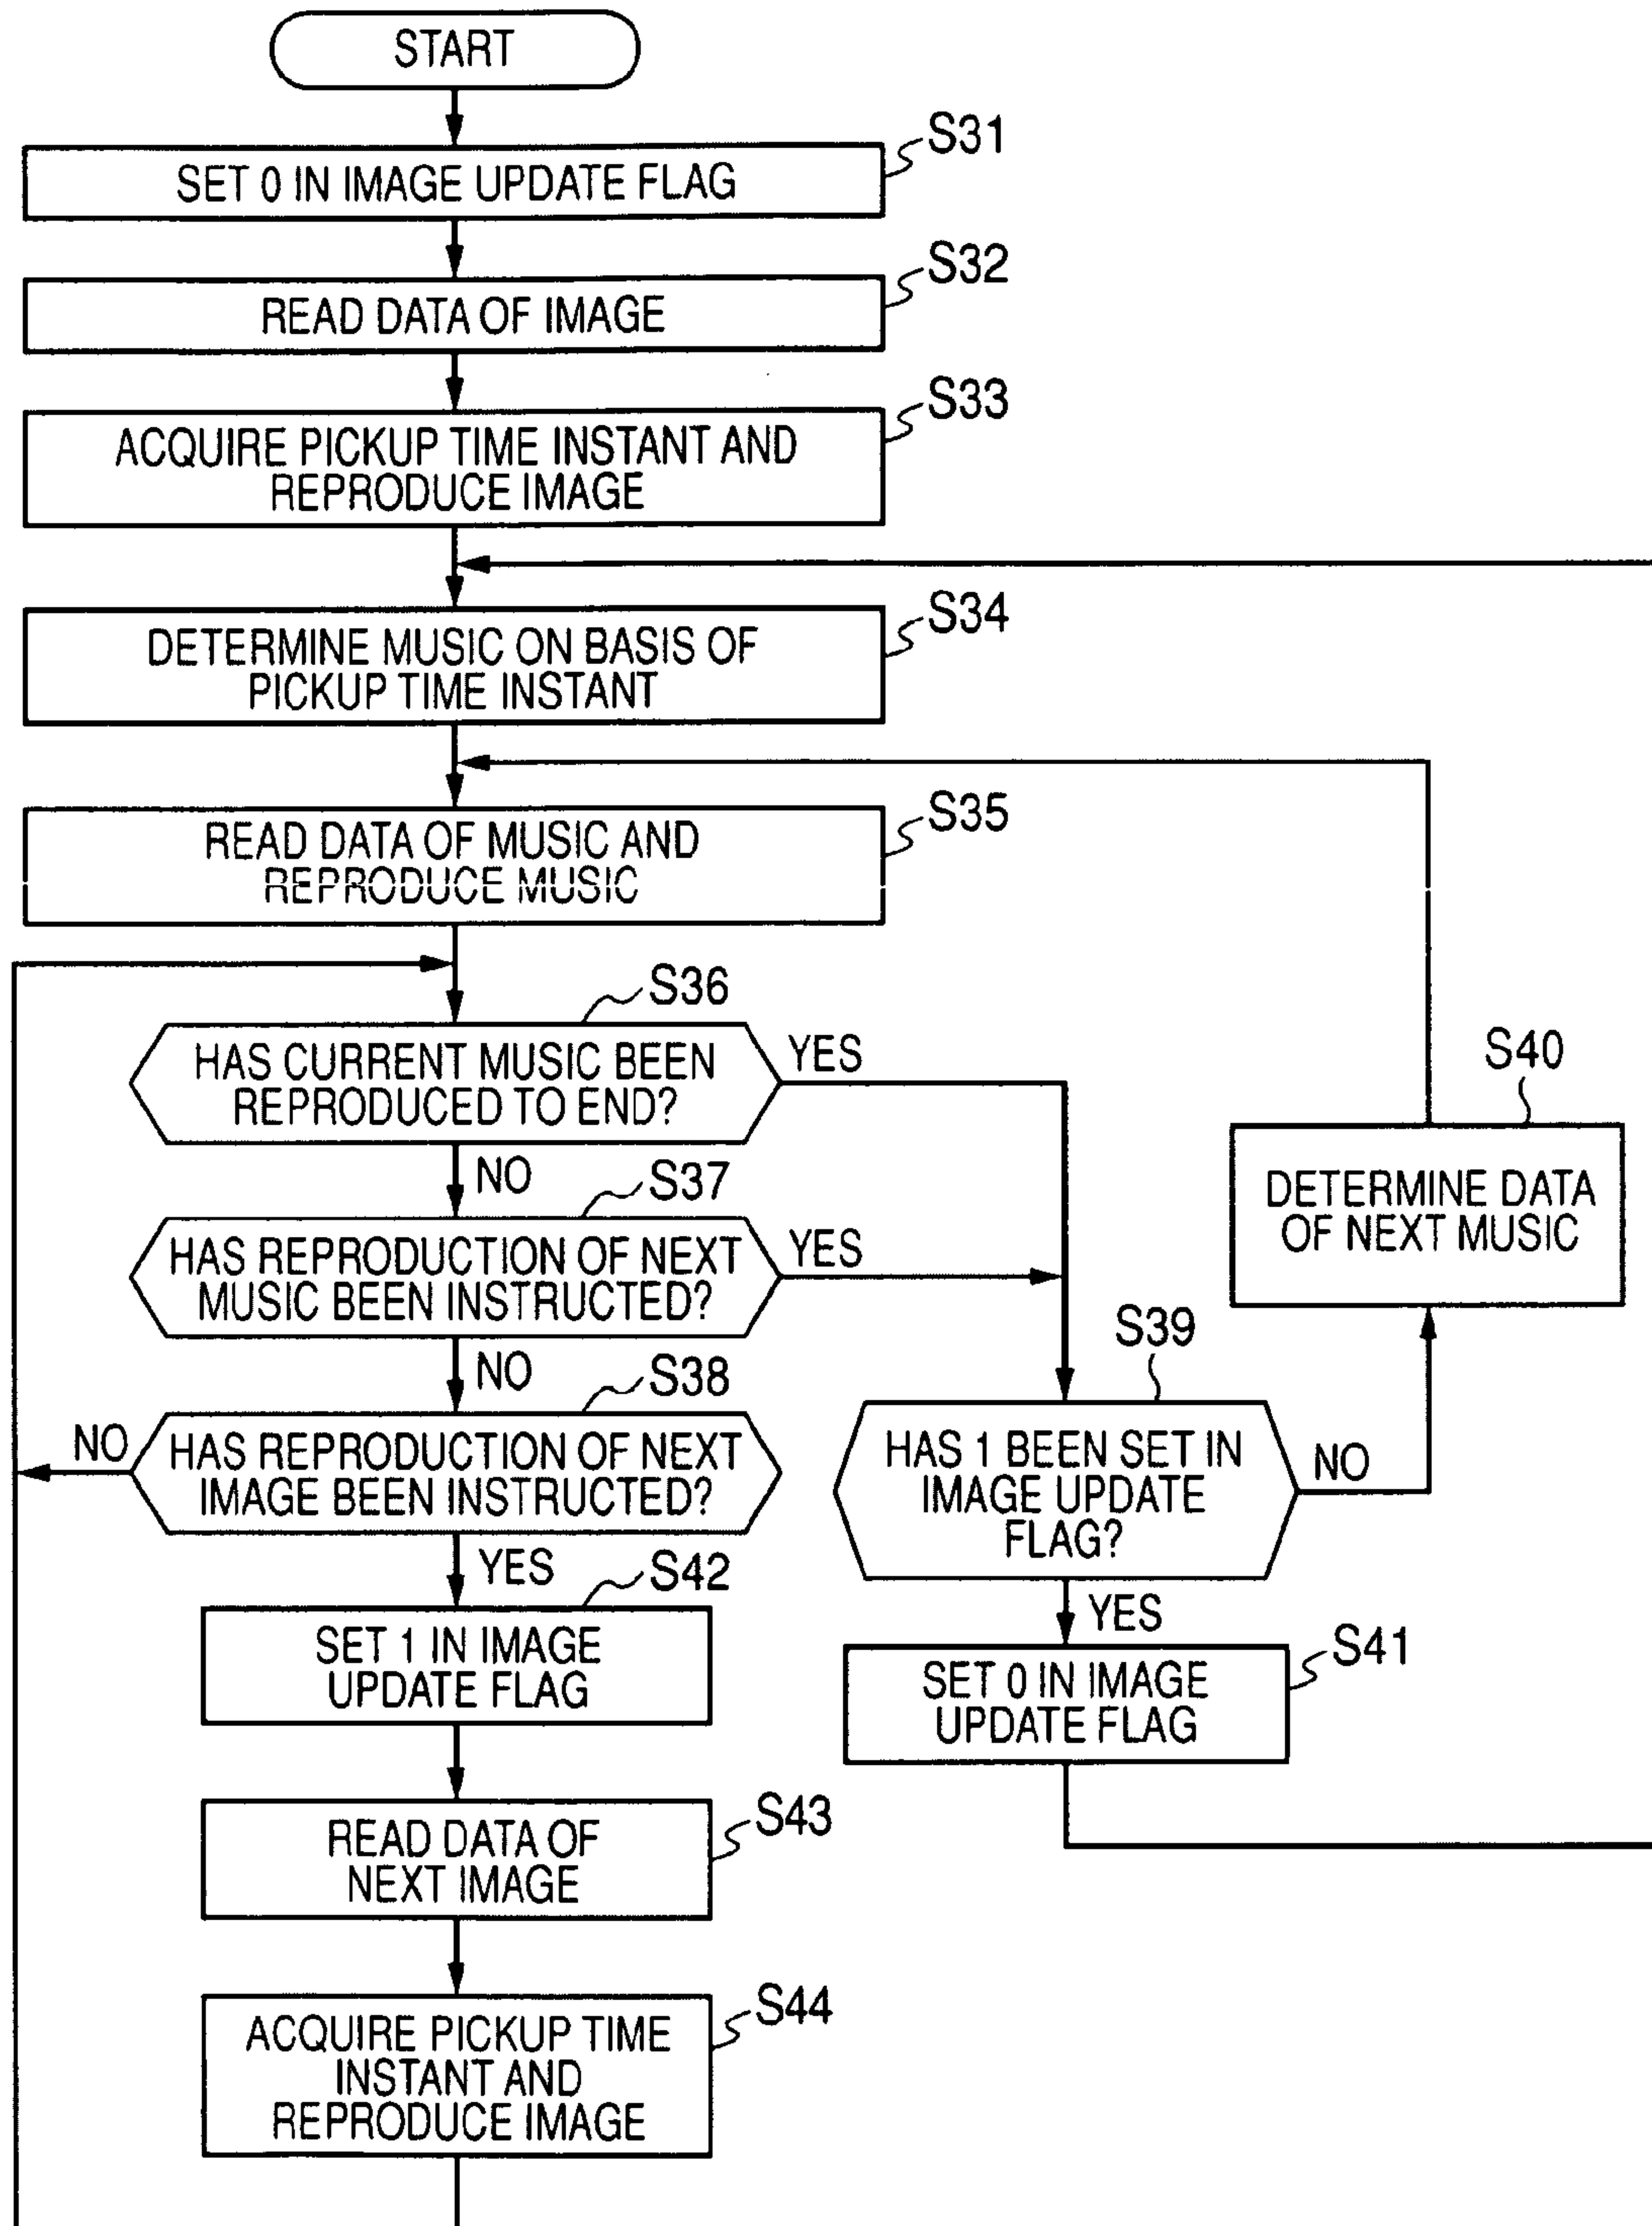 START
S31
SET 0 IN IMAGE UPDATE FLAG
S32
READ DATA OF IMAGE
S33
ACQUIRE PICKUP TIME INSTANT AND
REPRODUCE IMAGE
S34
DETERMINE MUSIC ON BASIS OF
PICKUP TIME INSTANT
S35
READ DATA OF MUSIC AND
REPRODUCE MUSIC
S36
HAS CURRENT MUSIC BEEN
REPRODUCED TO END?
YES
NO
S37
HAS REPRODUCTION OF NEXT
MUSIC BEEN INSTRUCTED?
YES
NO
S38
HAS REPRODUCTION OF NEXT
IMAGE BEEN INSTRUCTED?
NO
YES
S39
HAS 1 BEEN SET IN
IMAGE UPDATE
FLAG?
NO
YES
S40
DETERMINE DATA
OF NEXT MUSIC
S41
SET 0 IN IMAGE
UPDATE FLAG
S42
SET 1 IN IMAGE
UPDATE FLAG
S43
READ DATA OF
NEXT IMAGE
S44
ACQUIRE PICKUP TIME
INSTANT AND
REPRODUCE IMAGE